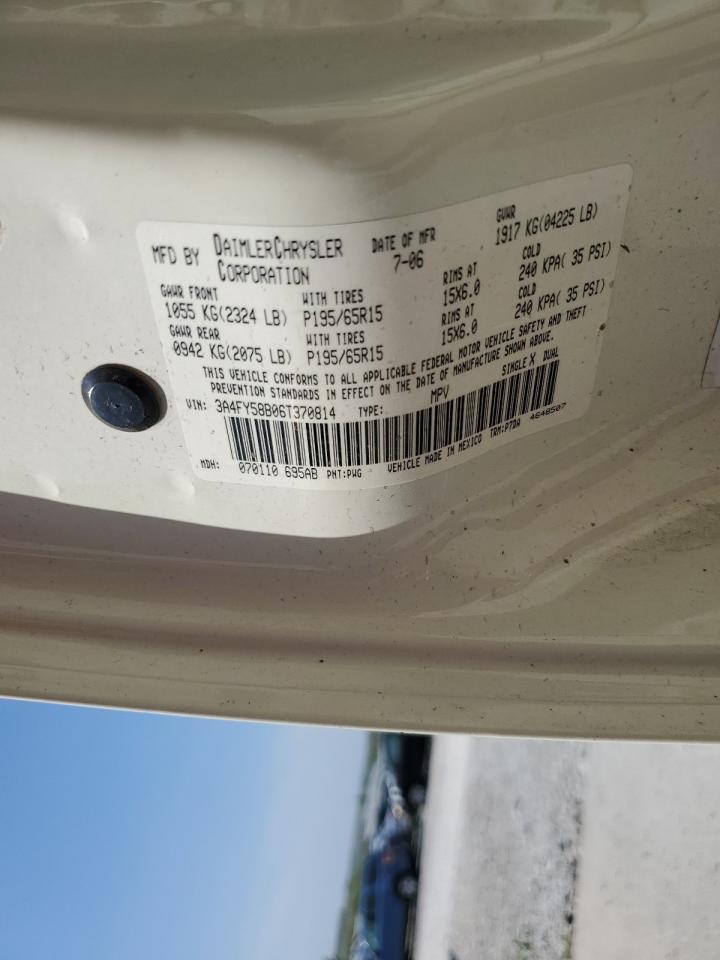 MFD BY DAIMLERCHRYSLER CORPORATION
DATE OF MFR 7-06
GVWR 1917 KG(04225 LB)
GAWR FRONT 1055 KG(2324 LB)
WITH TIRES P195/65R15
RIMS AT 15X6.0
COLD 240 KPA( 35 PSI)
GAWR REAR 0942 KG(2075 LB)
WITH TIRES P195/65R15
RIMS AT 15X6.0
COLD 240 KPA( 35 PSI)
THIS VEHICLE CONFORMS TO ALL APPLICABLE FEDERAL MOTOR VEHICLE SAFETY AND THEFT
PREVENTION STANDARDS IN EFFECT ON THE DATE OF MANUFACTURE SHOWN ABOVE.
VIN: 3A4FY58B06T370814 TYPE: MPV SINGLE X DUAL
MDH: 070110 695AB PNT:PWG VEHICLE MADE IN MEXICO TRM:P7DA 4648507